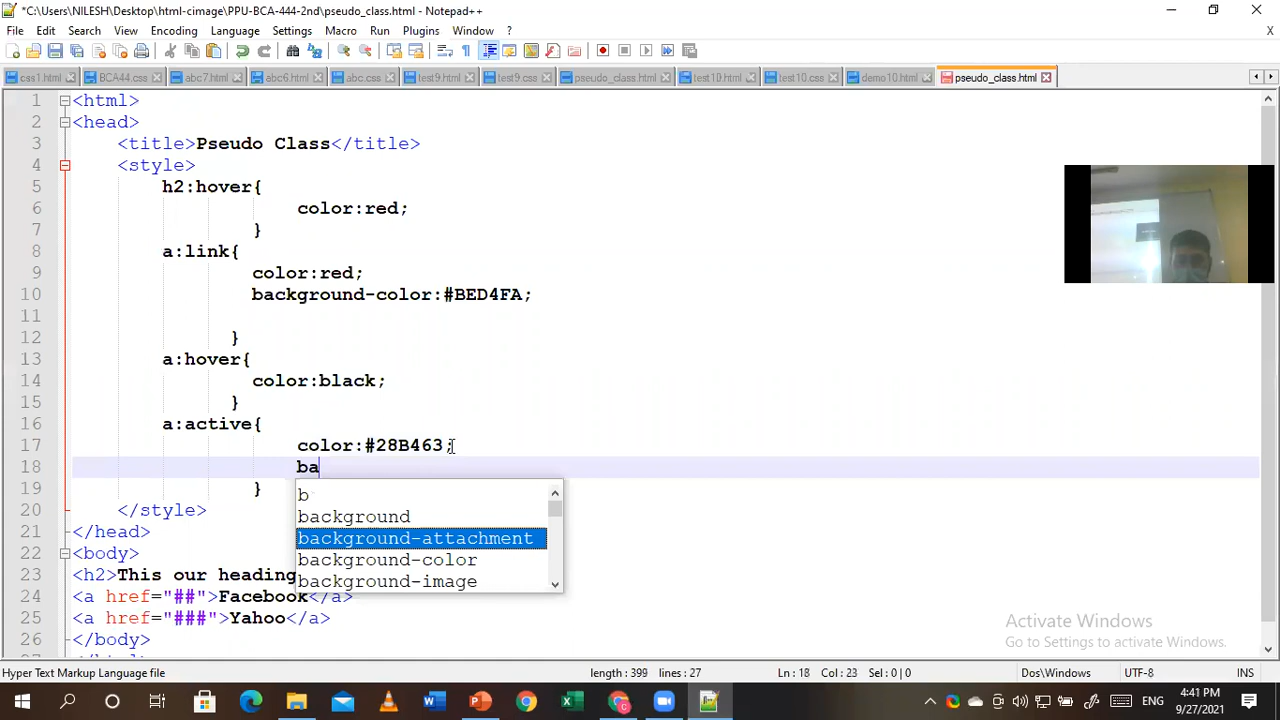 *C:\Users\NILESH\Desktop\html-cimage\PPU-BCA-444-2nd\pseudo_class.html - Notepad++
File Edit Search View Encoding Language Settings Macro Run Plugins Window ? X
css1.html BCA44.css abc7.html abc6.html abc.css test9.html test9.css pseudo_class.html test10.html test10.css demo10.html pseudo_class.html
1 <html>
2 <head>
3 <title>Pseudo Class</title>
4 <style>
5 h2:hover{
6 color:red;
7 }
8 a:link{
9 color:red;
10 background-color:#BED4FA;
11
12 }
13 a:hover{
14 color:black;
15 }
16 a:active{
17 color:#28B463;
18 ba
19 }
b
background
background-attachment
background-color
background-image
20 </style>
21 </head>
22 <body>
23 <h2>This our heading
24 <a href="##">Facebook</a>
25 <a href="###">Yahoo</a>
26 </body>
Activate Windows
Go to Settings to activate Windows.
Hyper Text Markup Language file length : 399 lines : 27 Ln : 18 Col : 23 Sel : 0 | 0 Dos\Windows UTF-8 INS
ENG 4:41 PM
9/27/2021